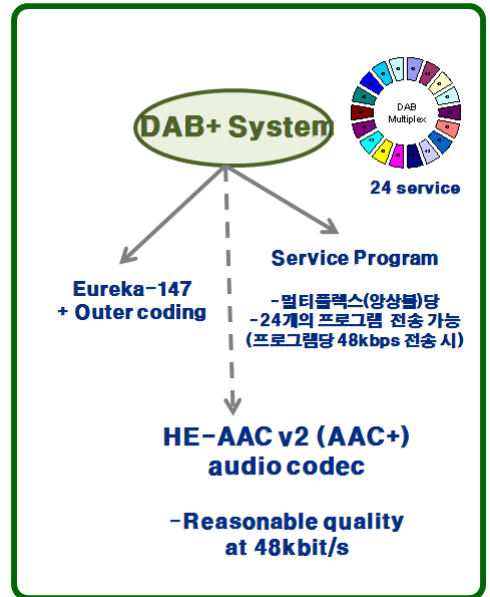 DAB+ System
DAB
Multiplex
24 service
Eureka-147
+ Outer coding
Service Program
-멀티플렉스(앙상블)당
-24개의 프로그램 전송 가능
(프로그램당 48kbps 전송 시)
HE-AAC v2 (AAC+)
audio codec
-Reasonable quality
at 48kbit/s